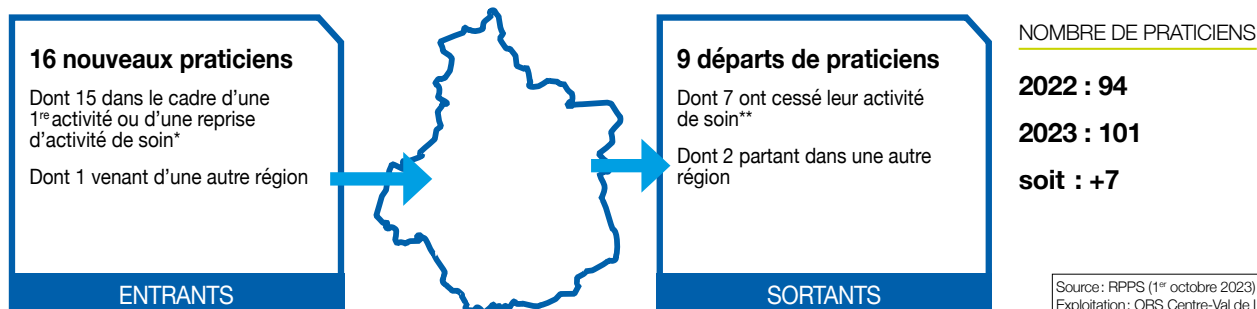 16 nouveaux praticiens
Dont 15 dans le cadre d'une
1re activité ou d'une reprise
d'activité de soin*
Dont 1 venant d'une autre région
ENTRANTS
9 départs de praticiens
Dont 7 ont cessé leur activité
de soin**
Dont 2 partant dans une autre
région
SORTANTS
NOMBRE DE PRATICIENS
2022 : 94
2023 : 101
soit : +7
Source : RPPS (1er octobre 2023)
Exploitation : ORS Centre-Val de